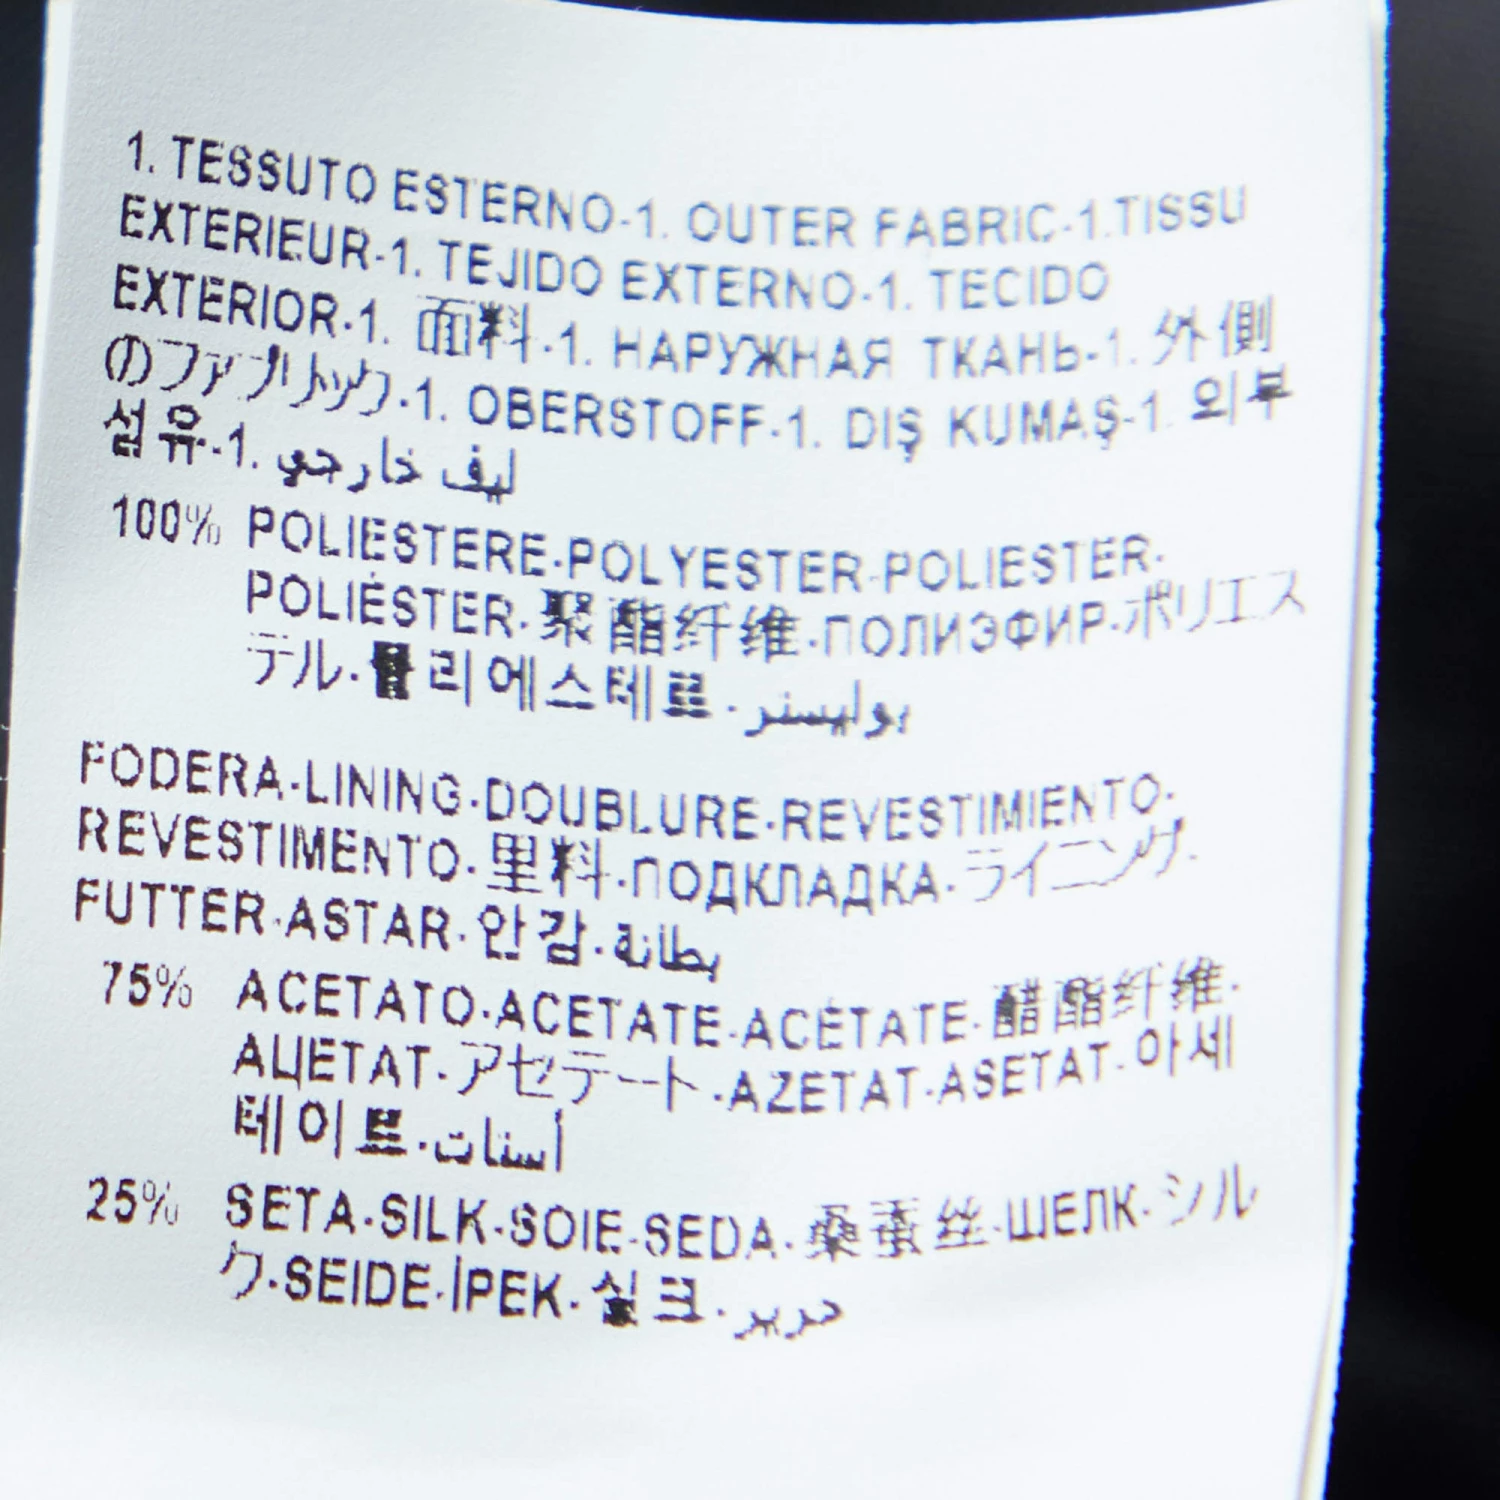 1. TESSUTO ESTERNO-1. OUTER FABRIC-1.TISSU
EXTERIEUR-1. TEJIDO EXTERNO-1. TECIDO
EXTERIOR-1. 面料-1. НАРУЖНАЯ ТКАНЬ-1. 外側
のファブリック-1. OBERSTOFF-1. DIŞ KUMAŞ-1. 외부
섬유-1. ليف خارجي
100% POLIESTERE-POLYESTER-POLIESTER-
POLIÉSTER-聚酯纤维-ПОЛИЭФИР-ポリエス
テル-폴리에스테르-بوليستر
FODERA-LINING-DOUBLURE-REVESTIMIENTO-
REVESTIMENTO-里料-ПОДКЛАДКА-ライニング-
FUTTER-ASTAR-안감-بطانة
75% ACETATO-ACETATE-ACÉTATE-醋酯纤维-
АЦЕТАТ-アセテート-AZETAT-ASETAT-아세
테이트-أستات
25% SETA-SILK-SOIE-SEDA-桑蚕丝-ШЕЛК-シル
ク-SEIDE-İPEK-실크-حرير